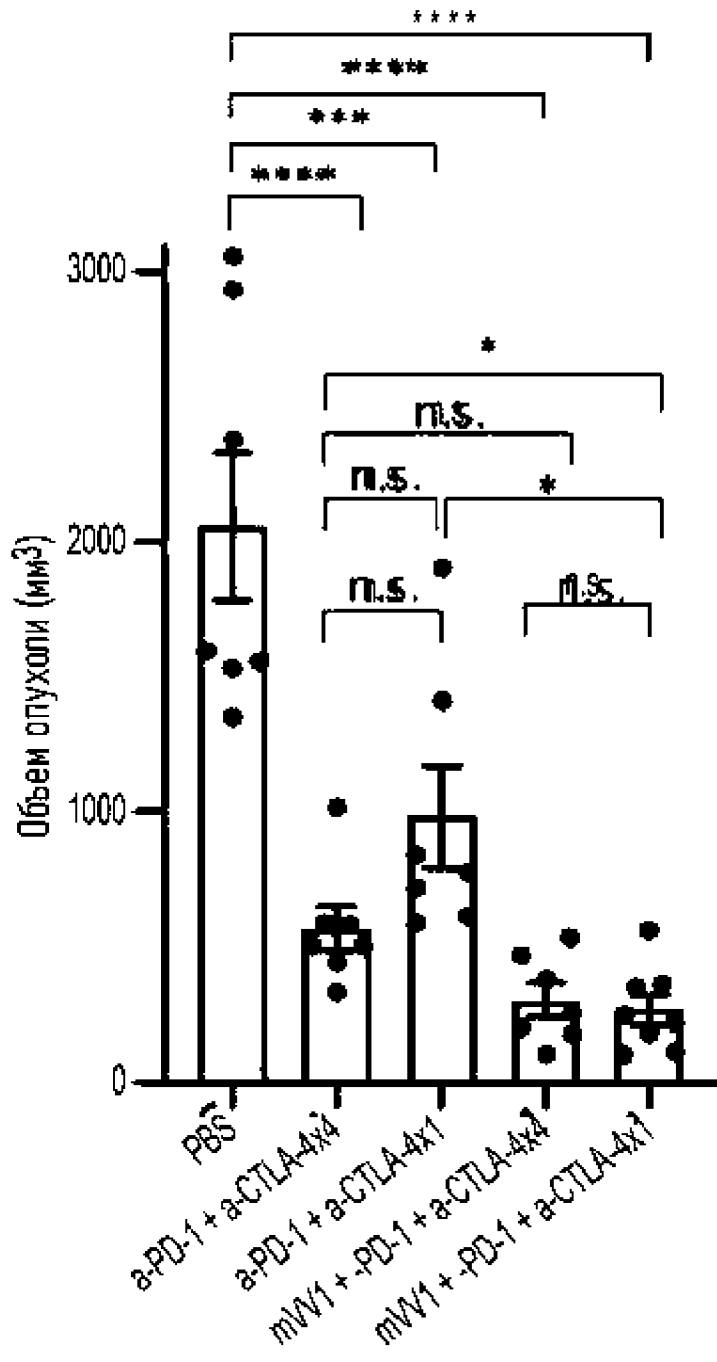 ****
****
***
****
3000
*
n.s.
n.s.
*
2000
n.s.
n.s.
Объем опухоли (мм³)
1000
0
PBS
a-PD-1 + a-CTLA-4x4
a-PD-1 + a-CTLA-4x1
mVV1 + -PD-1 + a-CTLA-4x4
mVV1 + -PD-1 + a-CTLA-4x1